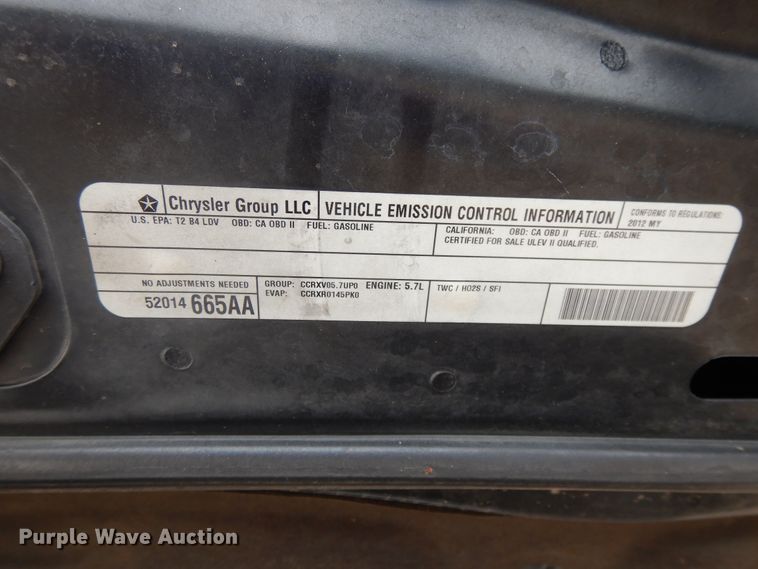 Chrysler Group LLC
VEHICLE EMISSION CONTROL INFORMATION
CONFORMS TO REGULATIONS:
2012 MY
U.S. EPA: T2 B4 LDV OBD: CA OBD II FUEL: GASOLINE
CALIFORNIA: OBD: CA OBD II FUEL: GASOLINE
CERTIFIED FOR SALE ULEV II QUALIFIED.
NO ADJUSTMENTS NEEDED
52014 665AA
GROUP: CCRXV05.7UP0 ENGINE: 5.7L
EVAP: CCRXR0145PK0
TWC / HO2S / SFI
Purple Wave Auction